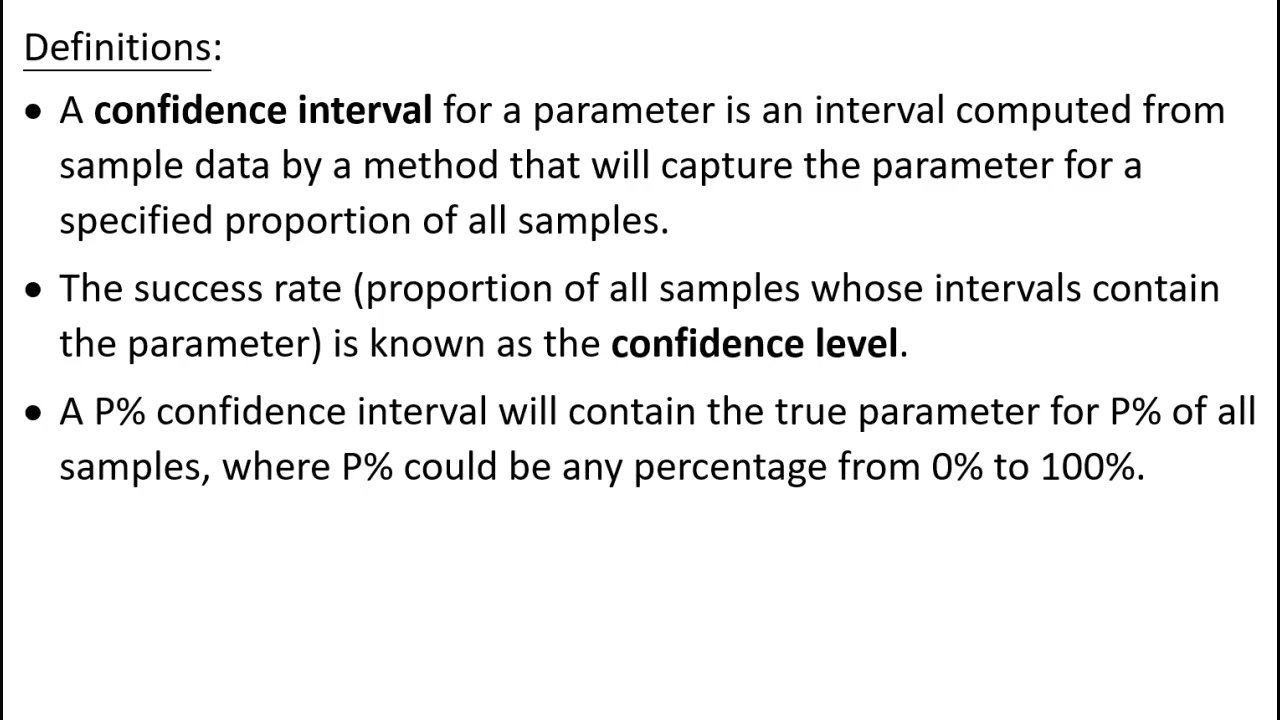 Definitions:
• A confidence interval for a parameter is an interval computed from
sample data by a method that will capture the parameter for a
specified proportion of all samples.
• The success rate (proportion of all samples whose intervals contain
the parameter) is known as the confidence level.
• A P% confidence interval will contain the true parameter for P% of all
samples, where P% could be any percentage from 0% to 100%.